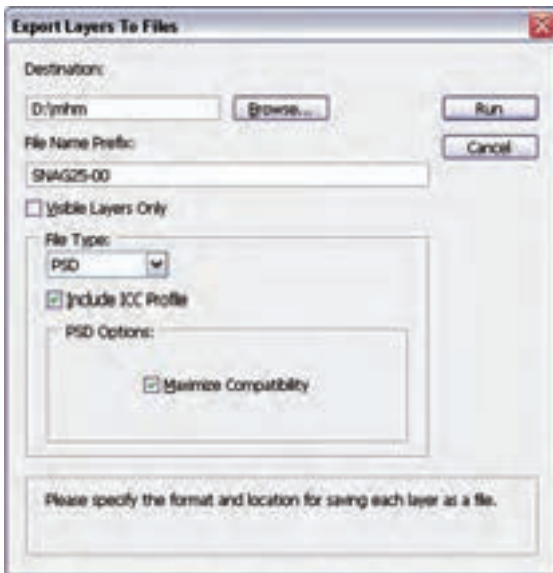 Export Layers To Files
Destination:
D:\mhm
Browse...
Run
File Name Prefix:
Cancel
SNAG25-00
Visible Layers Only
File Type:
PSD
Include ICC Profile
PSD Options:
Maximize Compatibility
Please specify the format and location for saving each layer as a file.